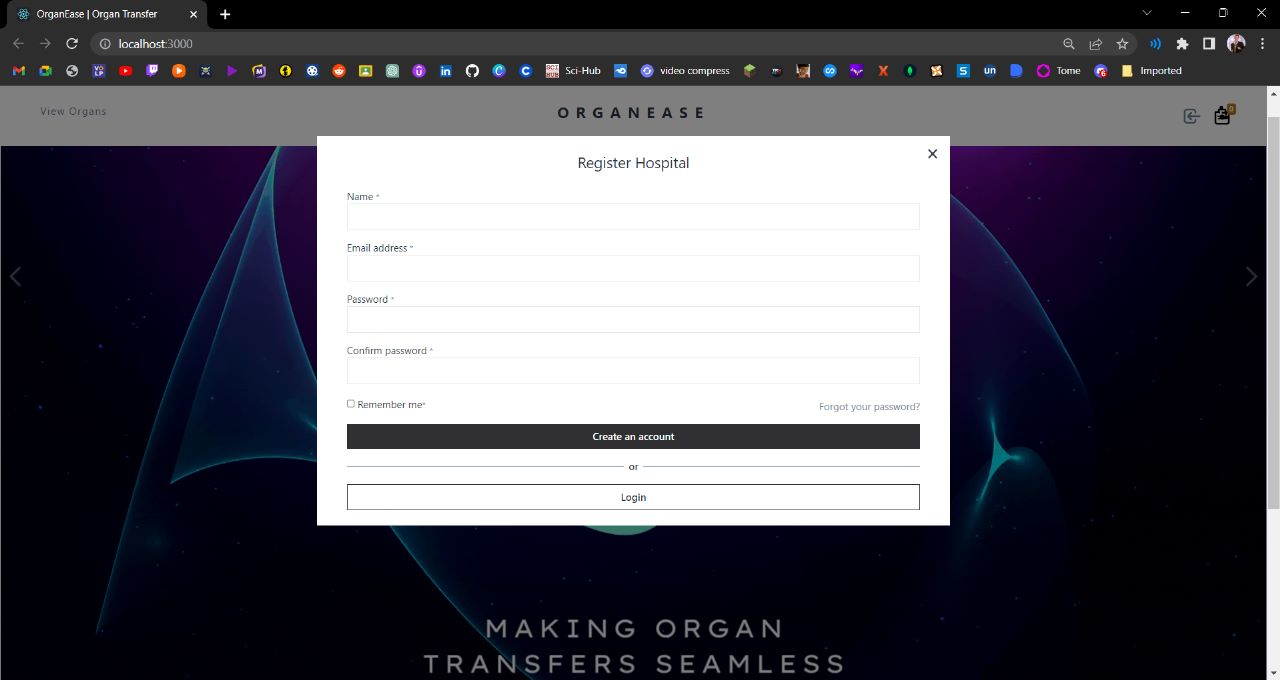 OrganEase | Organ Transfer
localhost:3000
Sci-Hub
video compress
Tome
Imported
View Organs
ORGANEASE
0
Register Hospital
Name *
Email address *
Password *
Confirm password *
Remember me*
Forgot your password?
Create an account
or
Login
MAKING ORGAN
TRANSFERS SEAMLESS